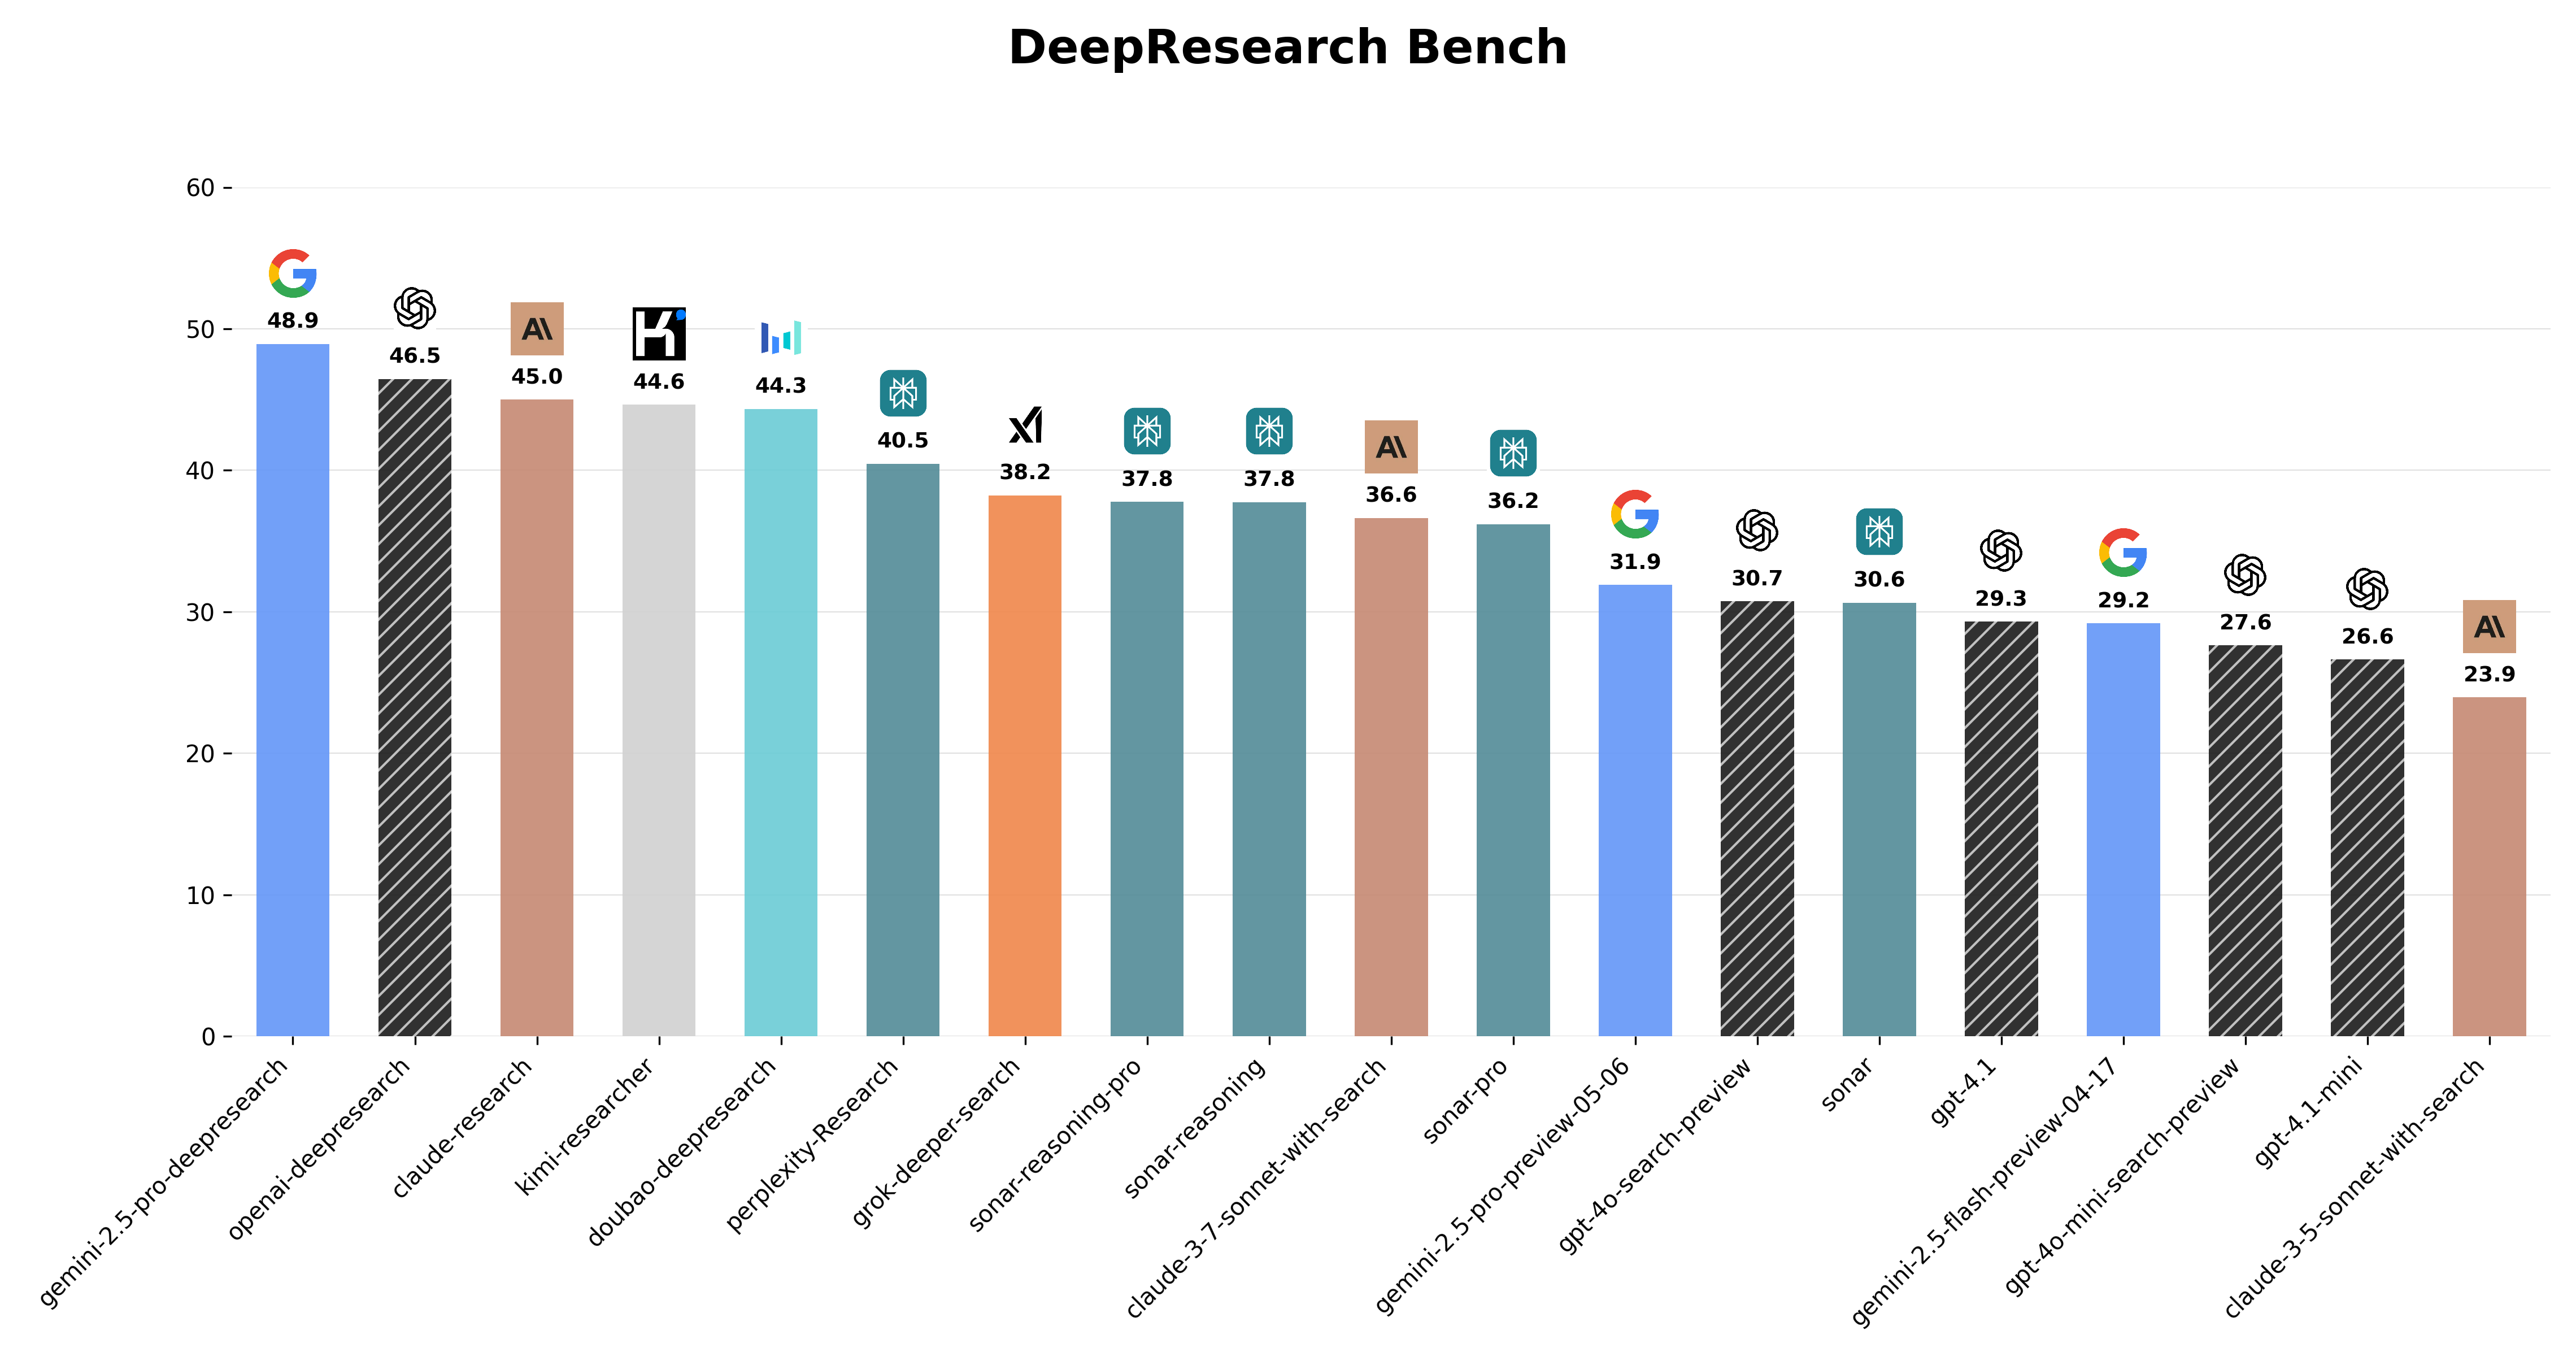 DeepResearch Bench
60
50
40
30
20
10
0
48.9
46.5
45.0
44.6
44.3
40.5
38.2
37.8
37.8
36.6
36.2
31.9
30.7
30.6
29.3
29.2
27.6
26.6
23.9
gemini-2.5-pro-deepresearch
openai-deepresearch
claude-research
kimi-researcher
doubao-deepresearch
perplexity-Research
grok-deeper-search
sonar-reasoning-pro
sonar-reasoning
claude-3-7-sonnet-with-search
sonar-pro
gemini-2.5-pro-preview-05-06
gpt-4o-search-preview
sonar
gpt-4.1
gemini-2.5-flash-preview-04-17
gpt-4o-mini-search-preview
gpt-4.1-mini
claude-3-5-sonnet-with-search